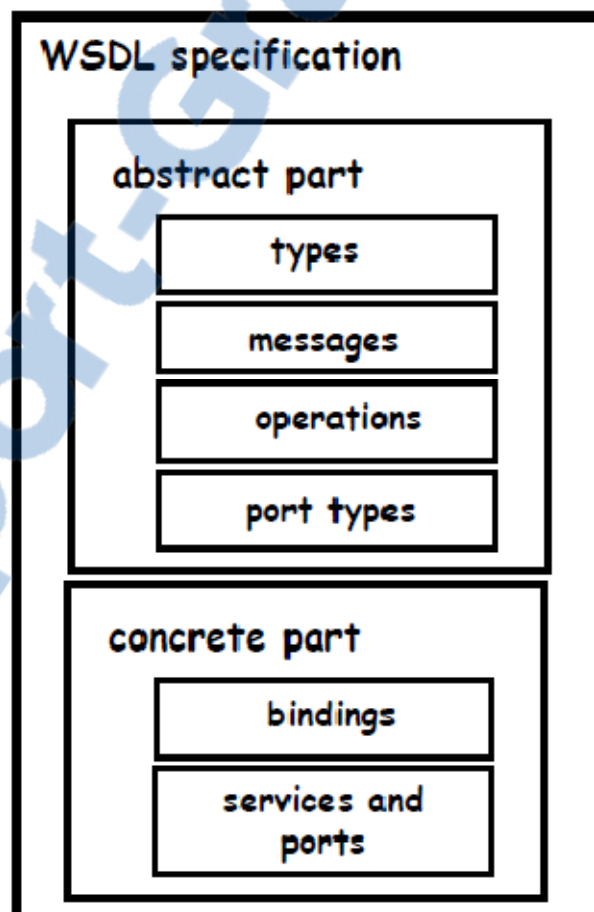 WSDL specification
abstract part
types
messages
operations
port types
concrete part
bindings
services and
ports